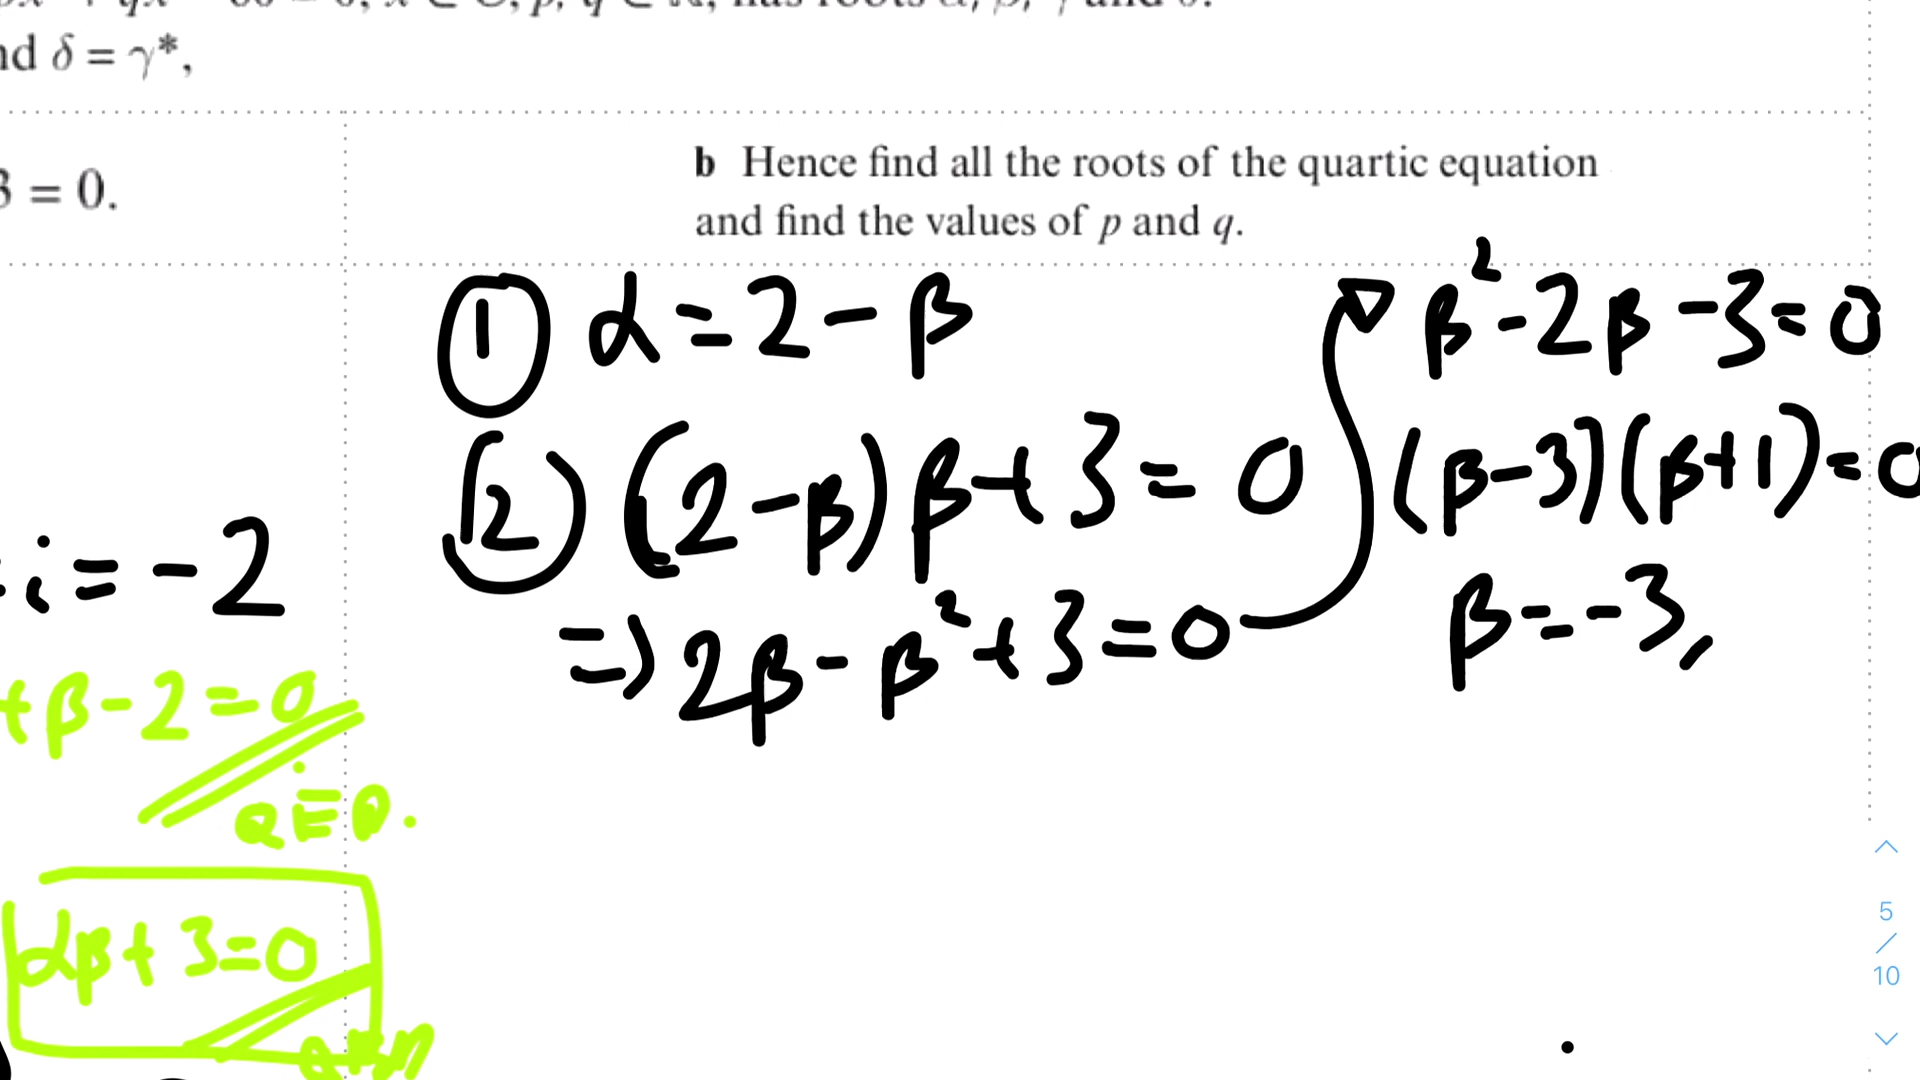 nd δ = γ*,
3 = 0.
b Hence find all the roots of the quartic equation
and find the values of p and q.
① α = 2 - β
② (2-β)β + 3 = 0
⇒ 2β - β² + 3 = 0
β² - 2β - 3 = 0
(β-3)(β+1) = 0
β = -3,
i = -2
+ β - 2 = 0
αβ + 3 = 0
5
/
10